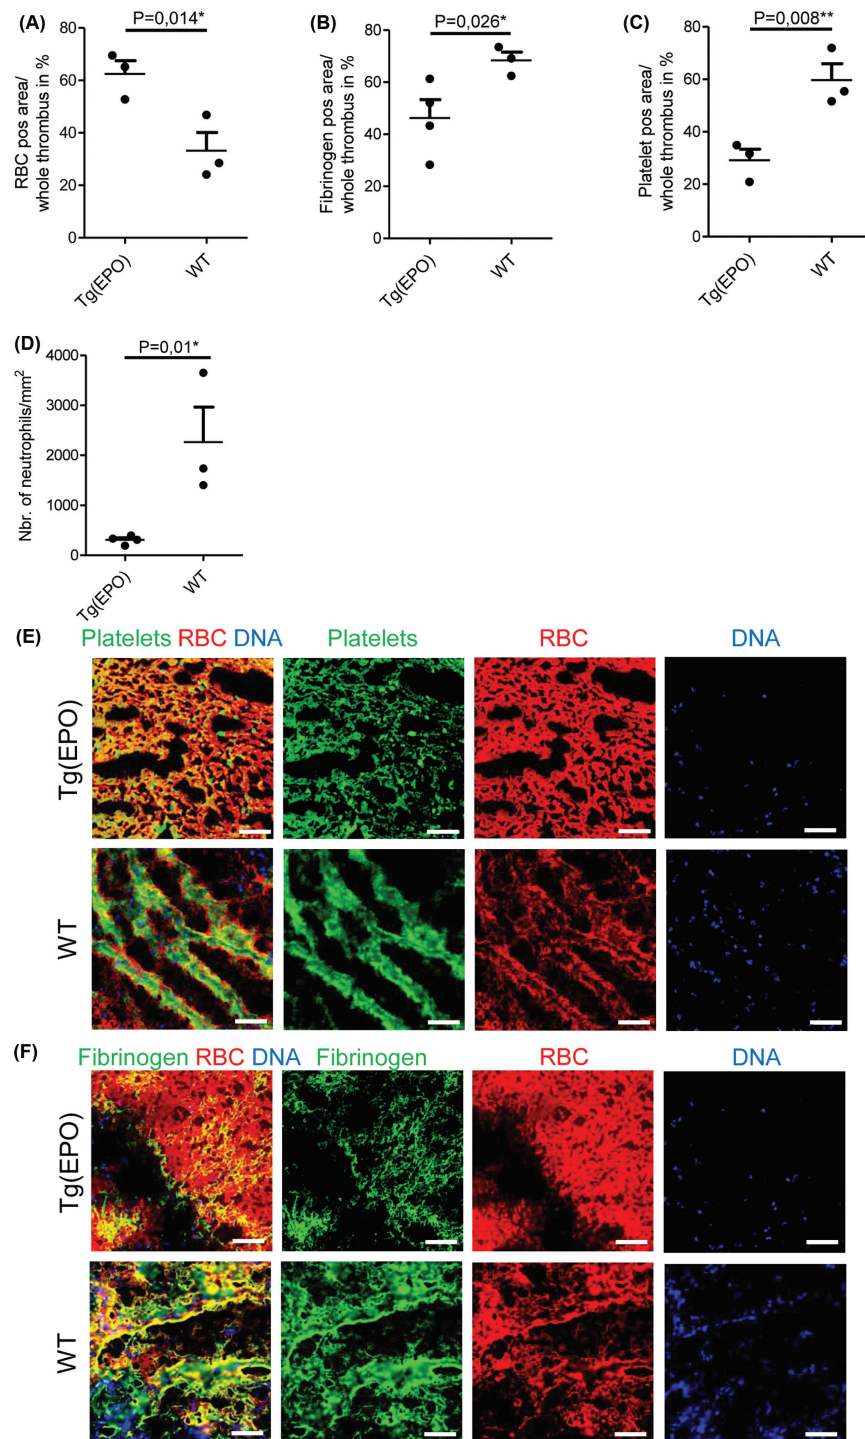 (A)
P=0,014*
RBC pos area/
whole thrombus in %
80
60
40
20
0
Tg(EPO)
WT
(B)
P=0,026*
Fibrinogen pos area/
whole thrombus in %
80
60
40
20
0
Tg(EPO)
WT
(C)
P=0,008**
Platelet pos area/
whole thrombus in %
80
60
40
20
0
Tg(EPO)
WT
(D)
P=0,01*
Nbr. of neutrophils/mm²
4000
3000
2000
1000
0
Tg(EPO)
WT
(E)
Platelets RBC DNA
Platelets
RBC
DNA
Tg(EPO)
WT
(F)
Fibrinogen RBC DNA
Fibrinogen
RBC
DNA
Tg(EPO)
WT